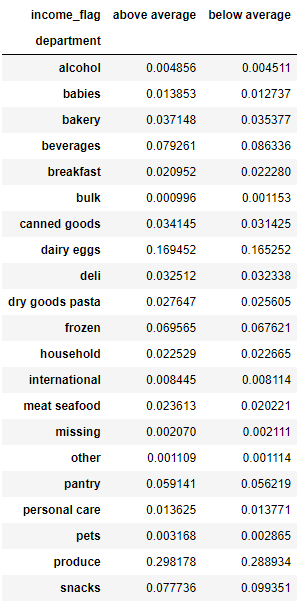 income_flag above average below average
department
alcohol 0.004856 0.004511
babies 0.013853 0.012737
bakery 0.037148 0.035377
beverages 0.079261 0.086336
breakfast 0.020952 0.022280
bulk 0.000996 0.001153
canned goods 0.034145 0.031425
dairy eggs 0.169452 0.165252
deli 0.032512 0.032338
dry goods pasta 0.027647 0.025605
frozen 0.069565 0.067621
household 0.022529 0.022665
international 0.008445 0.008114
meat seafood 0.023613 0.020221
missing 0.002070 0.002111
other 0.001109 0.001114
pantry 0.059141 0.056219
personal care 0.013625 0.013771
pets 0.003168 0.002865
produce 0.298178 0.288934
snacks 0.077736 0.099351